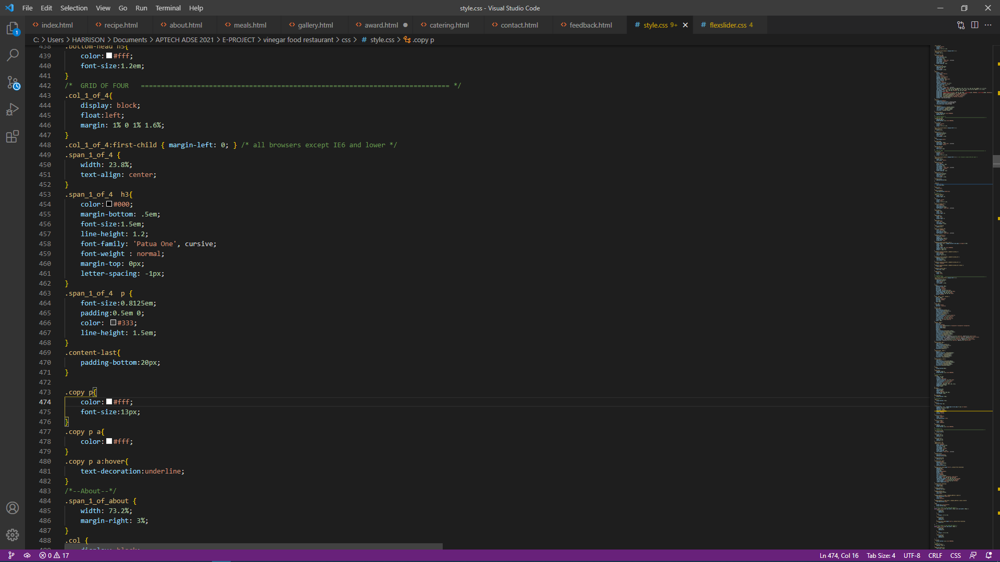 File Edit Selection View Go Run Terminal Help style.css - Visual Studio Code
index.html recipe.html about.html meals.html gallery.html award.html catering.html contact.html feedback.html # style.css 9+ # flexslider.css 4
C: > Users > HARRISON > Documents > APTECH ADSE 2021 > E-PROJECT > vinegar food restaurant > css > # style.css > .copy p
438 .bottom-head h5{
439 color: #fff;
440 font-size:1.2em;
441 }
442 /*  GRID OF FOUR   ============================================================================= */
443 .col_1_of_4{
444 display: block;
445 float:left;
446 margin: 1% 0 1% 1.6%;
447 }
448 .col_1_of_4:first-child { margin-left: 0; } /* all browsers except IE6 and lower */
449 .span_1_of_4 {
450 width: 23.8%;
451 text-align: center;
452 }
453 .span_1_of_4  h3{
454 color: #000;
455 margin-bottom: .5em;
456 font-size:1.5em;
457 line-height: 1.2;
458 font-family: 'Patua One', cursive;
459 font-weight : normal;
460 margin-top: 0px;
461 letter-spacing: -1px;
462 }
463 .span_1_of_4  p {
464 font-size:0.8125em;
465 padding:0.5em 0;
466 color: #333;
467 line-height: 1.5em;
468 }
469 .content-last{
470 padding-bottom:20px;
471 }
472
473 .copy p{
474 color: #fff;
475 font-size:13px;
476 }
477 .copy p a{
478 color: #fff;
479 }
480 .copy p a:hover{
481 text-decoration:underline;
482 }
483 /*--About--*/
484 .span_1_of_about {
485 width: 73.2%;
486 margin-right: 3%;
487 }
488 .col {
489 display: block;
0 17 Ln 474, Col 16 Tab Size: 4 UTF-8 CRLF CSS